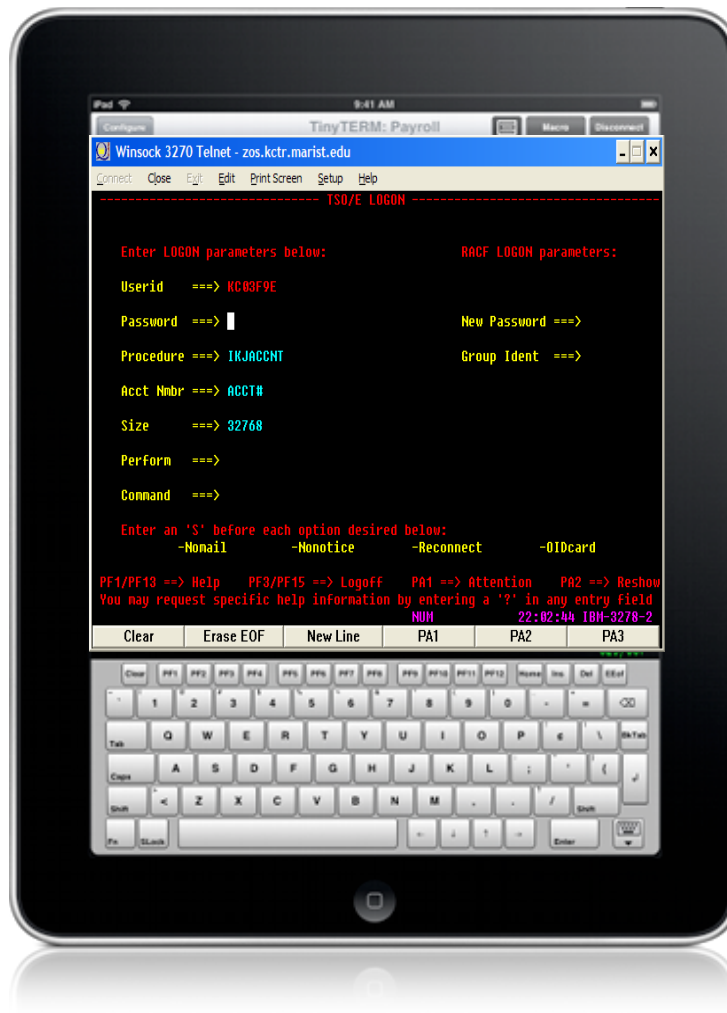 iPad 9:41 AM
Configure TinyTERM: Payroll Macro Disconnect
Winsock 3270 Telnet - zos.kctr.marist.edu
Connect Close Exit Edit Print Screen Setup Help
------------------------------- TSO/E LOGON -----------------------------------
Enter LOGON parameters below: RACF LOGON parameters:
Userid ===> KC03F9E
Password ===> New Password ===>
Procedure ===> IKJACCNT Group Ident ===>
Acct Nmbr ===> ACCT#
Size ===> 32768
Perform ===>
Command ===>
Enter an 'S' before each option desired below:
-Nomail -Nonotice -Reconnect -OIDcard
PF1/PF13 ==> Help PF3/PF15 ==> Logoff PA1 ==> Attention PA2 ==> Reshow
You may request specific help information by entering a '?' in any entry field
NUM 22:02:44 IBM-3278-2
Clear Erase EOF New Line PA1 PA2 PA3
Clear PF1 PF2 PF3 PF4 PF5 PF6 PF7 PF8 PF9 PF10 PF11 PF12 Home Ins Del EEof
1 2 3 4 5 6 7 8 9 0 - =
Tab Q W E R T Y U I O P ¢ \ BkTab
Caps A S D F G H J K L ; ' {
Shift < Z X C V B N M , . / Shift
Fn SLock ← ↓ ↑ → Enter